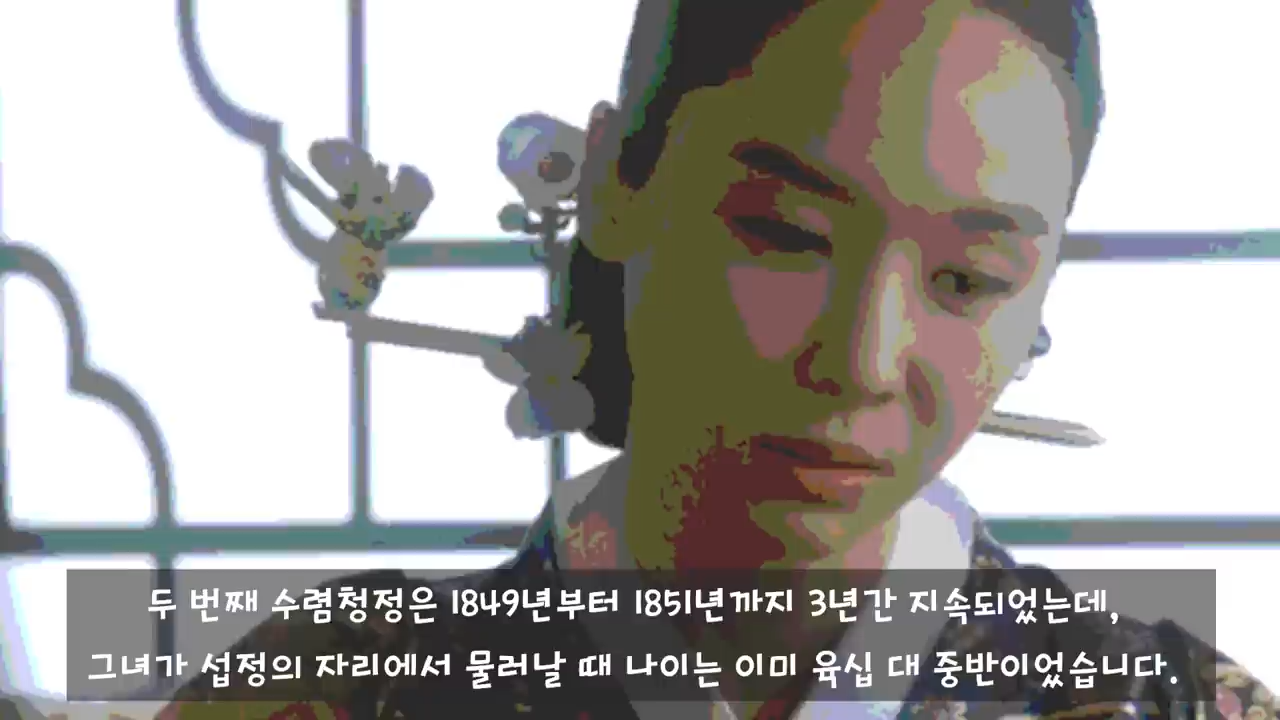 두 번째 수렴청정은 1849년부터 1851년까지 3년간 지속되었는데,
그녀가 섭정의 자리에서 물러날 때 나이는 이미 육십 대 중반이었습니다.